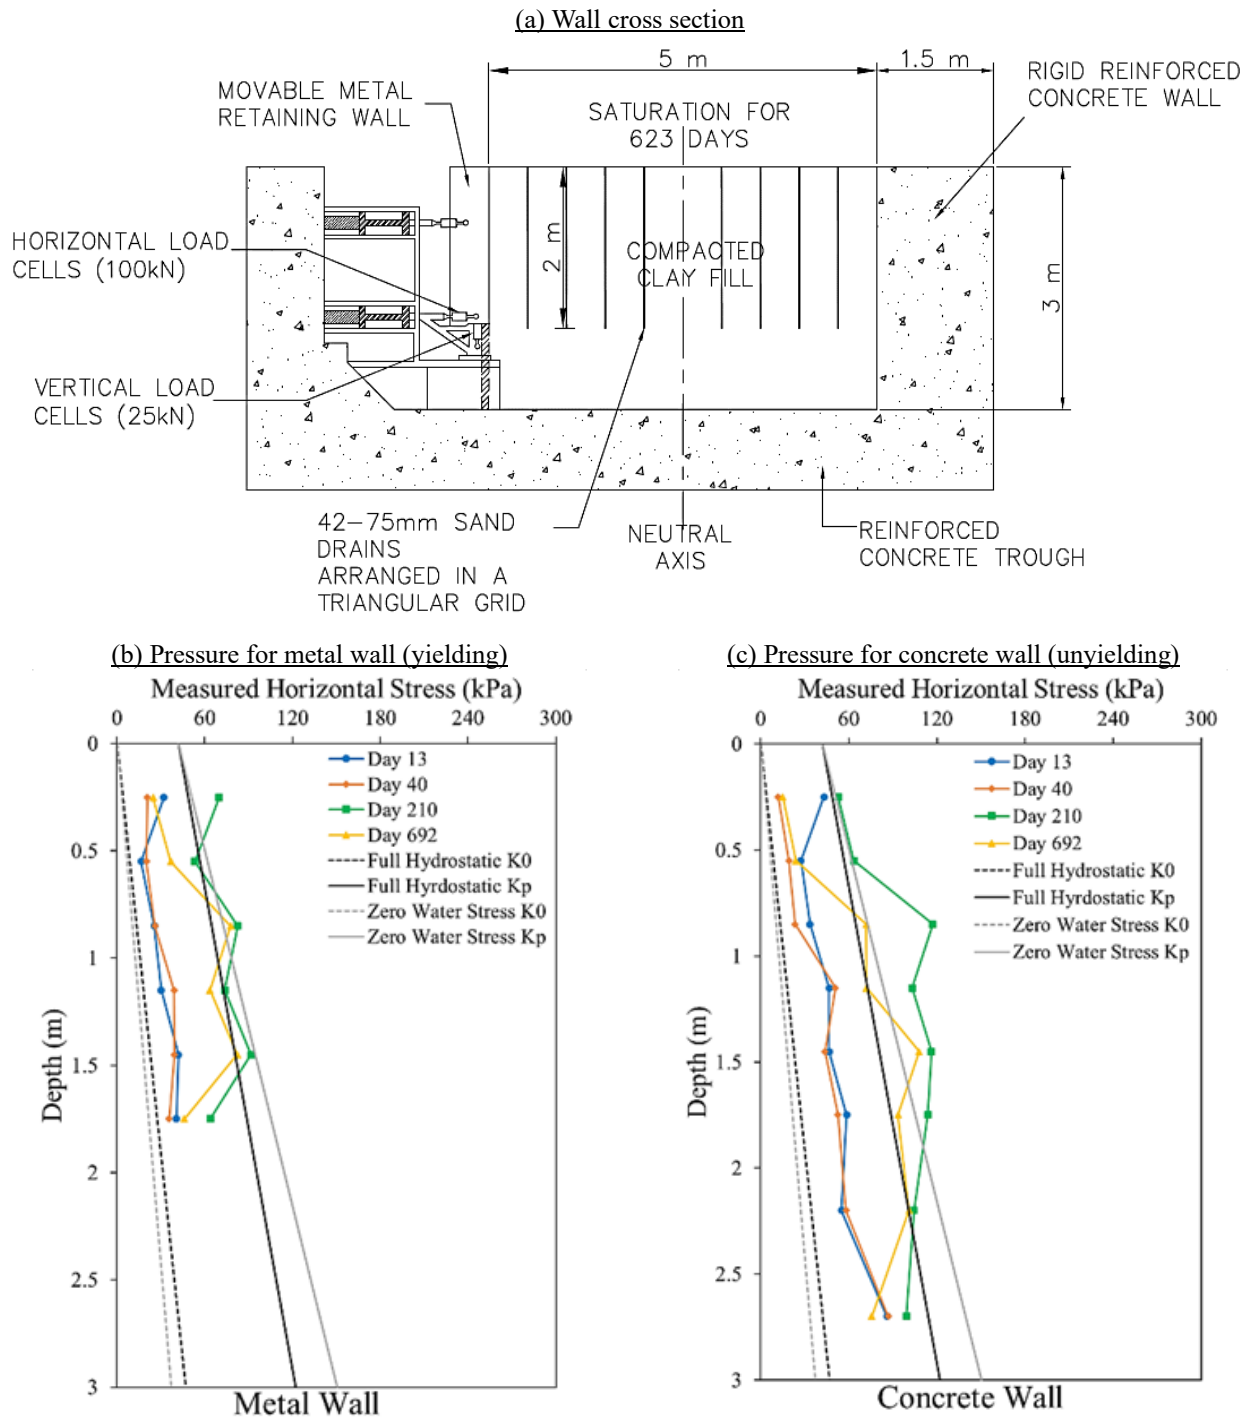 (a) Wall cross section
5 m
1.5 m
MOVABLE METAL
RETAINING WALL
SATURATION FOR
623 DAYS
RIGID REINFORCED
CONCRETE WALL
HORIZONTAL LOAD
CELLS (100kN)
2 m
COMPACTED
CLAY FILL
3 m
VERTICAL LOAD
CELLS (25kN)
42-75mm SAND
DRAINS
ARRANGED IN A
TRIANGULAR GRID
NEUTRAL
AXIS
REINFORCED
CONCRETE TROUGH
(b) Pressure for metal wall (yielding)
Measured Horizontal Stress (kPa)
0 60 120 180 240 300
0
0.5
1
1.5
2
2.5
3
Depth (m)
Day 13
Day 40
Day 210
Day 692
Full Hydrostatic K0
Full Hyrdostatic Kp
Zero Water Stress K0
Zero Water Stress Kp
Metal Wall
(c) Pressure for concrete wall (unyielding)
Measured Horizontal Stress (kPa)
0 60 120 180 240 300
0
0.5
1
1.5
2
2.5
3
Depth (m)
Day 13
Day 40
Day 210
Day 692
Full Hydrostatic K0
Full Hyrdostatic Kp
Zero Water Stress K0
Zero Water Stress Kp
Concrete Wall